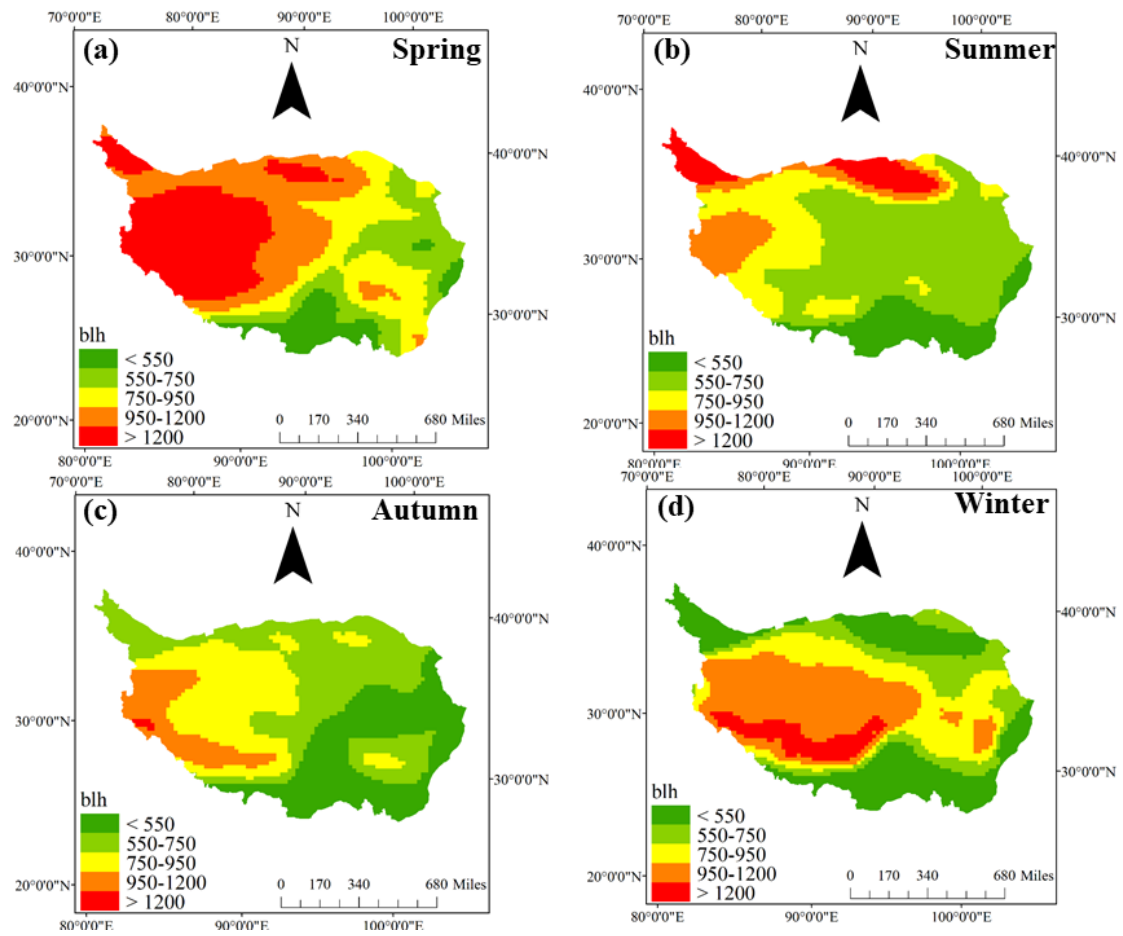 70°0'0"E 80°0'0"E 90°0'0"E 100°0'0"E
(a) N Spring
40°0'0"N
40°0'0"N
30°0'0"N
30°0'0"N
blh
< 550
550-750
750-950
950-1200
> 1200
0 170 340 680 Miles
20°0'0"N
80°0'0"E 90°0'0"E 100°0'0"E
70°0'0"E 80°0'0"E 90°0'0"E 100°0'0"E
(b) N Summer
40°0'0"N
40°0'0"N
30°0'0"N
30°0'0"N
blh
< 550
550-750
750-950
950-1200
> 1200
0 170 340 680 Miles
20°0'0"N
80°0'0"E 90°0'0"E 100°0'0"E
70°0'0"E 80°0'0"E 90°0'0"E 100°0'0"E
(c) N Autumn
40°0'0"N
40°0'0"N
30°0'0"N
30°0'0"N
blh
< 550
550-750
750-950
950-1200
> 1200
0 170 340 680 Miles
20°0'0"N
80°0'0"E 90°0'0"E 100°0'0"E
70°0'0"E 80°0'0"E 90°0'0"E 100°0'0"E
(d) N Winter
40°0'0"N
40°0'0"N
30°0'0"N
30°0'0"N
blh
< 550
550-750
750-950
950-1200
> 1200
0 170 340 680 Miles
20°0'0"N
80°0'0"E 90°0'0"E 100°0'0"E